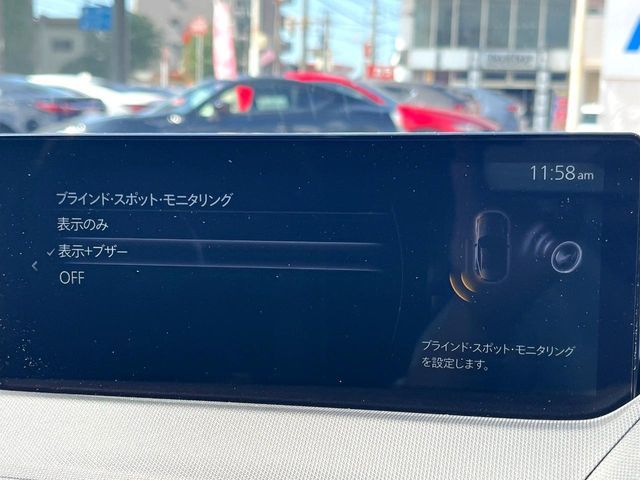 11:58am
ブラインド・スポット・モニタリング
表示のみ
表示+ブザー
OFF
ブラインド・スポット・モニタリング
を設定します。